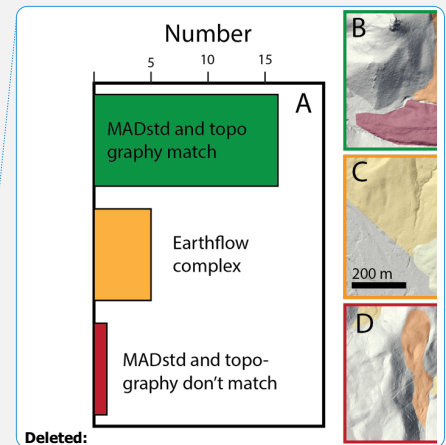 Number
5 10 15
A
MADstd and topo
graphy match
Earthflow
complex
MADstd and topo-
graphy don't match
B
C
200 m
D
Deleted: